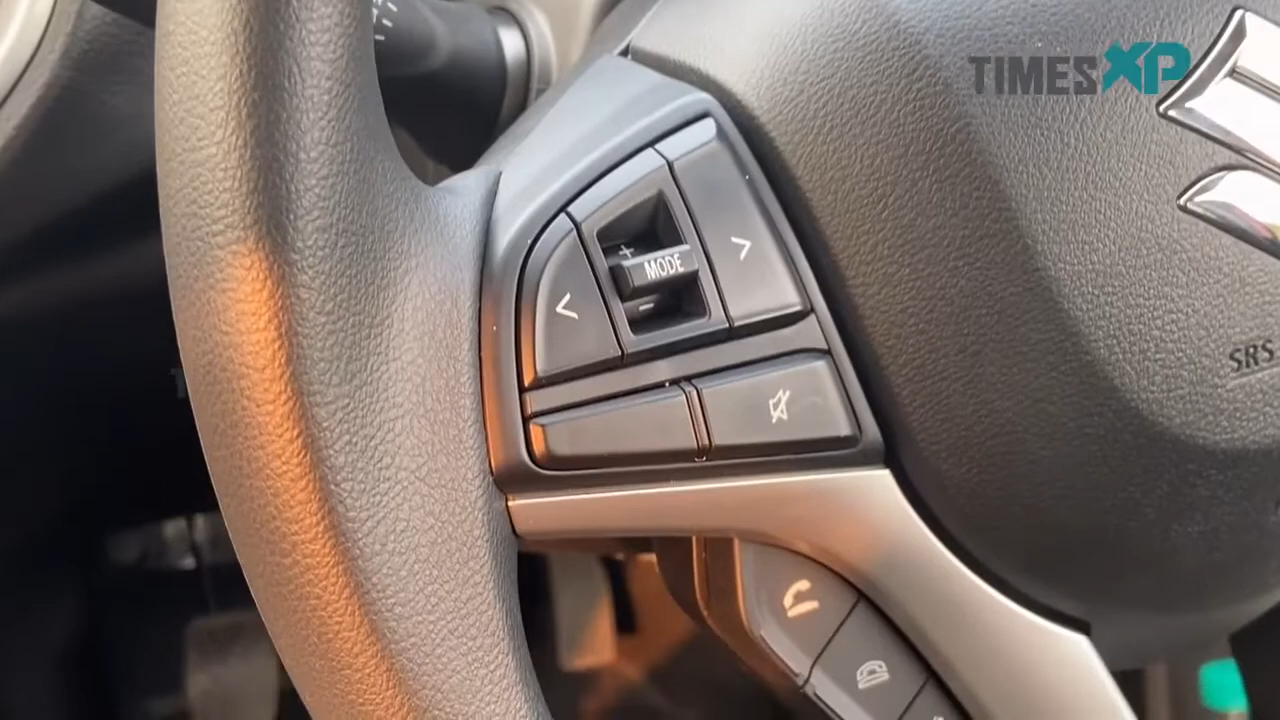 TIMESXP
+
MODE
−
< >
SRS